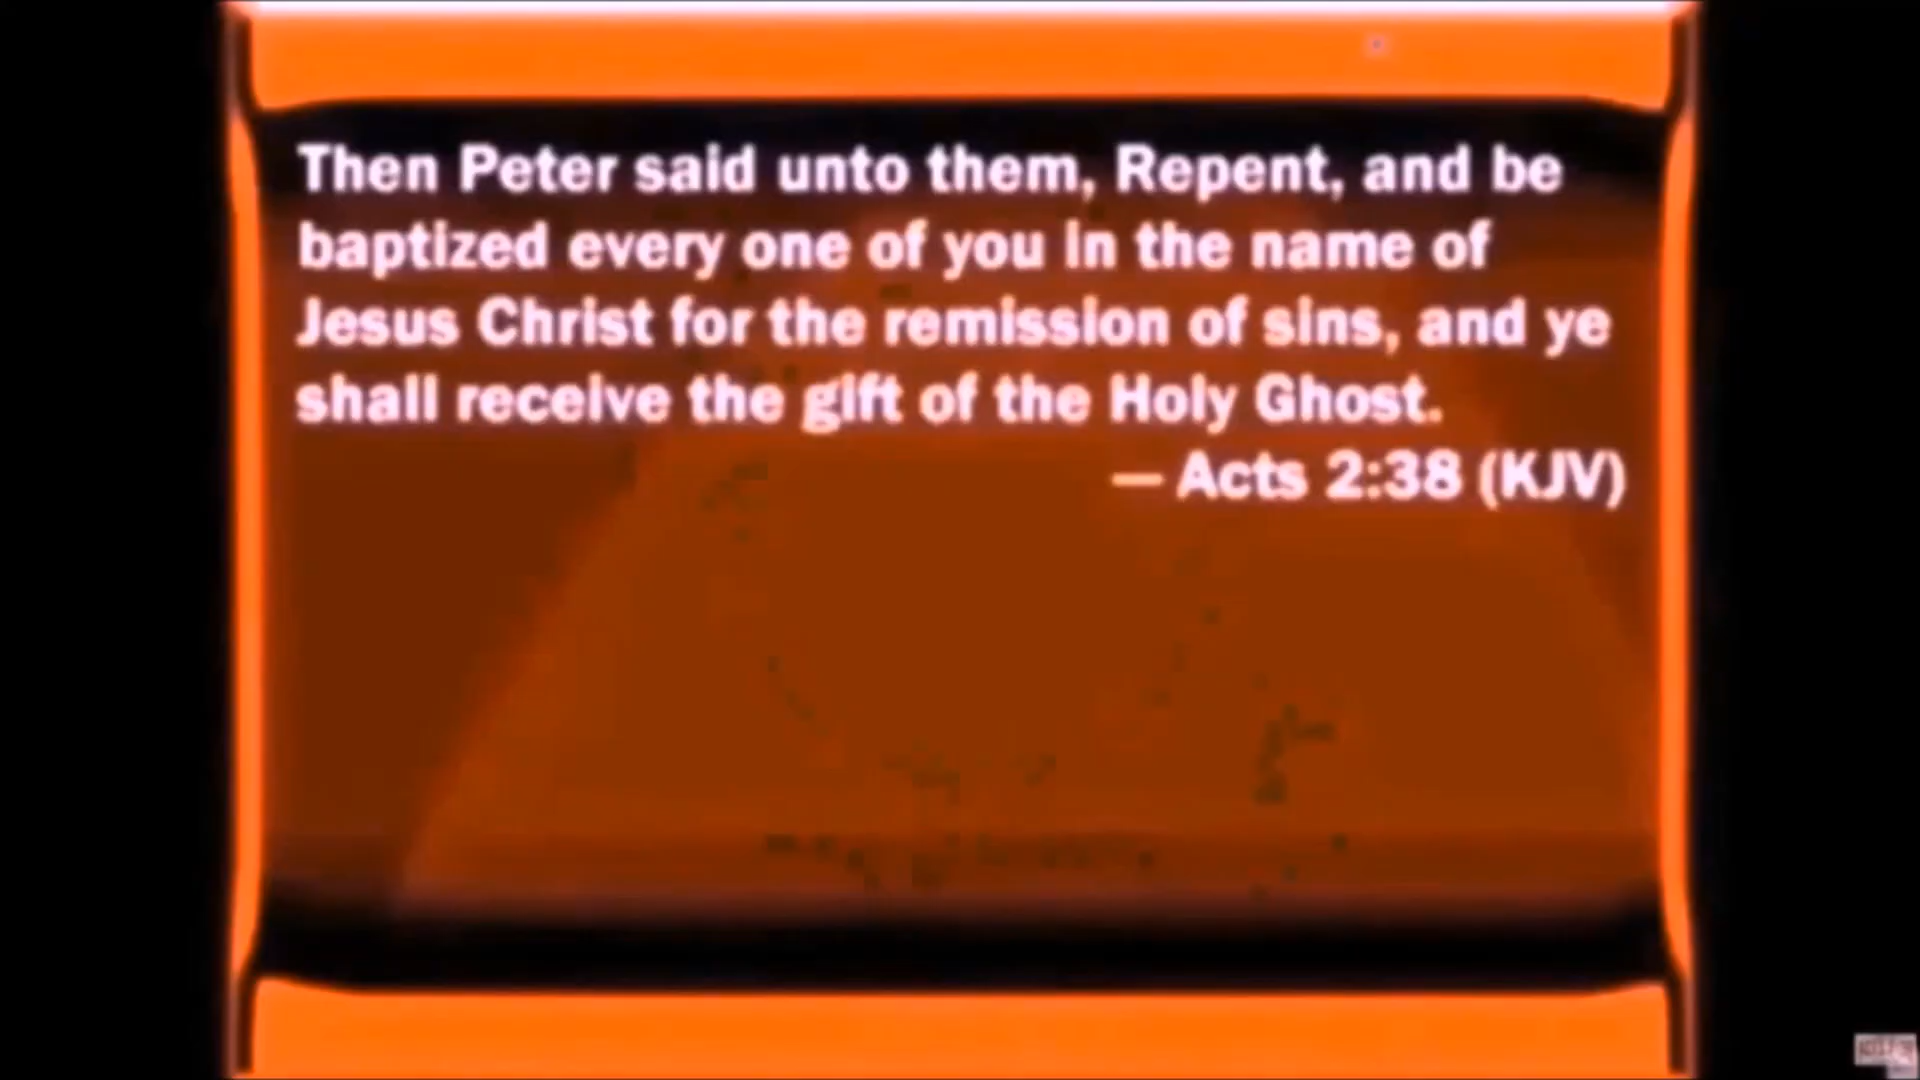 Then Peter said unto them, Repent, and be
baptized every one of you in the name of
Jesus Christ for the remission of sins, and ye
shall receive the gift of the Holy Ghost.
— Acts 2:38 (KJV)